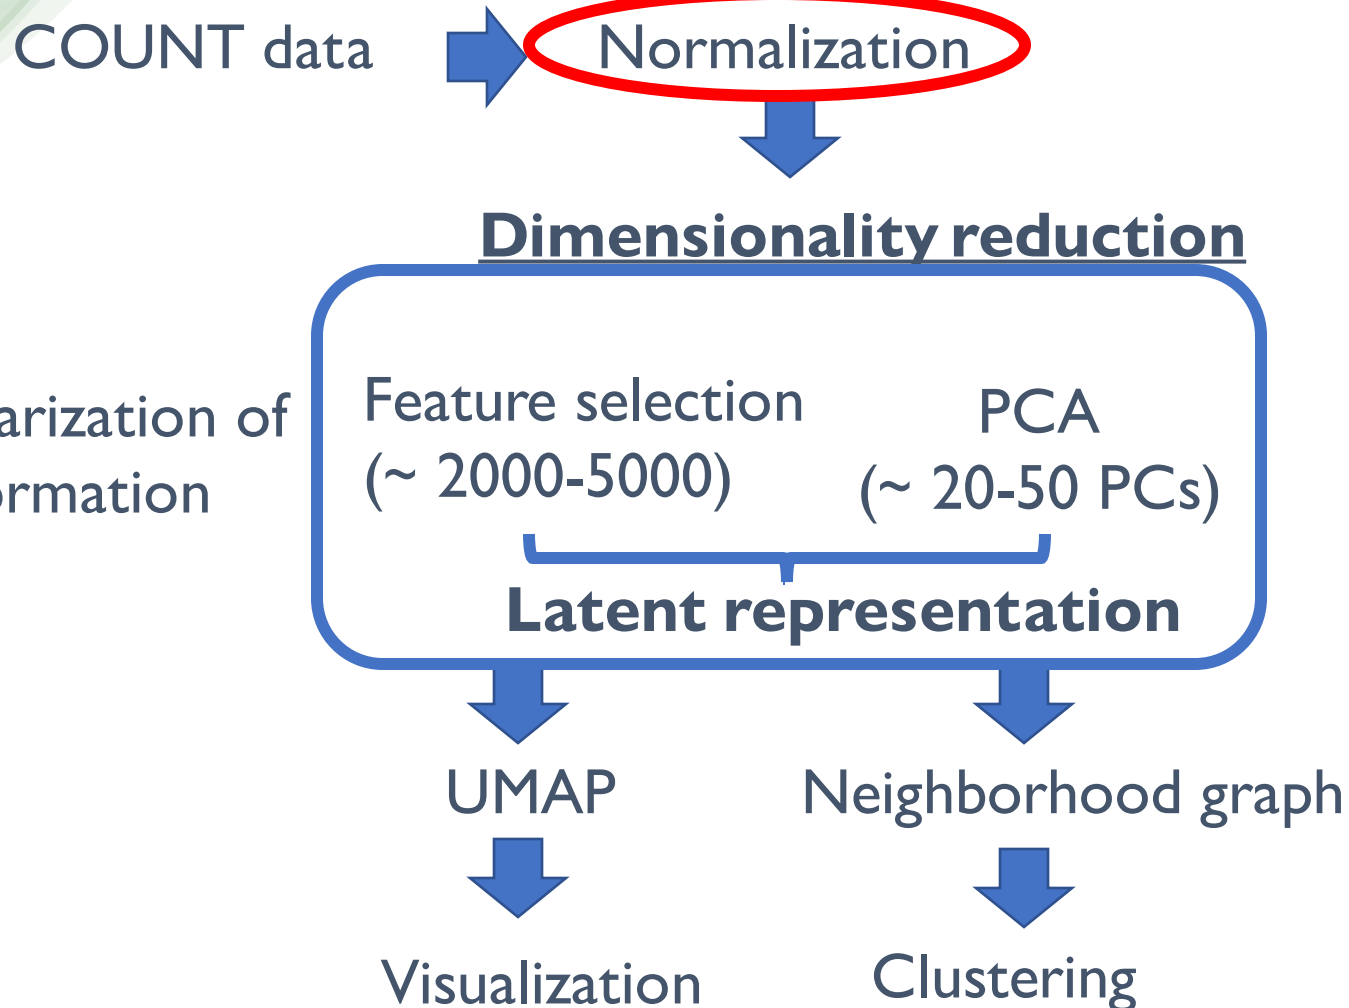 COUNT data
Normalization
Dimensionality reduction
Feature selection
(~ 2000-5000)
PCA
(~ 20-50 PCs)
of
Latent representation
UMAP
Neighborhood graph
Visualization
Clustering